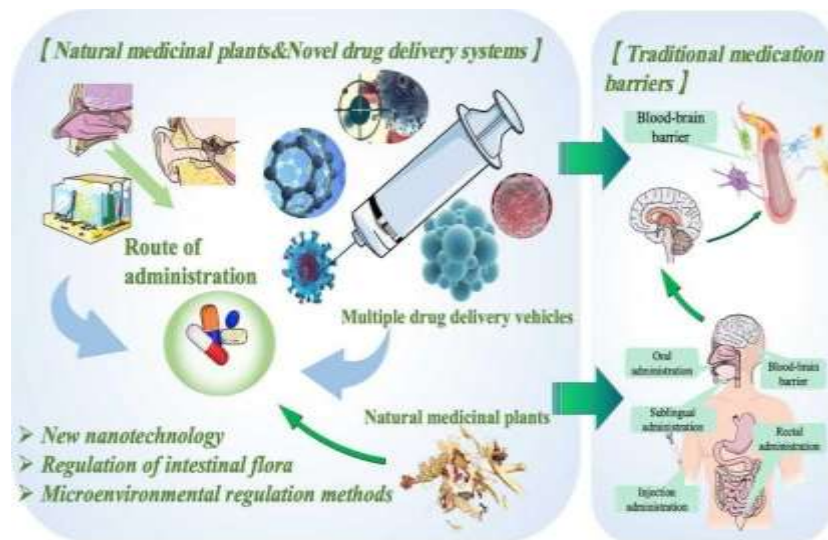 【 Natural medicinal plants&Novel drug delivery systems 】
Route of
administration
Multiple drug delivery vehicles
Natural medicinal plants
➢ New nanotechnology
➢ Regulation of intestinal flora
➢ Microenvironmental regulation methods
【 Traditional medication
barriers 】
Blood-brain
barrier
Oral
administration
Blood-brain
barrier
Sublingual
administration
Rectal
administration
Injection
administration